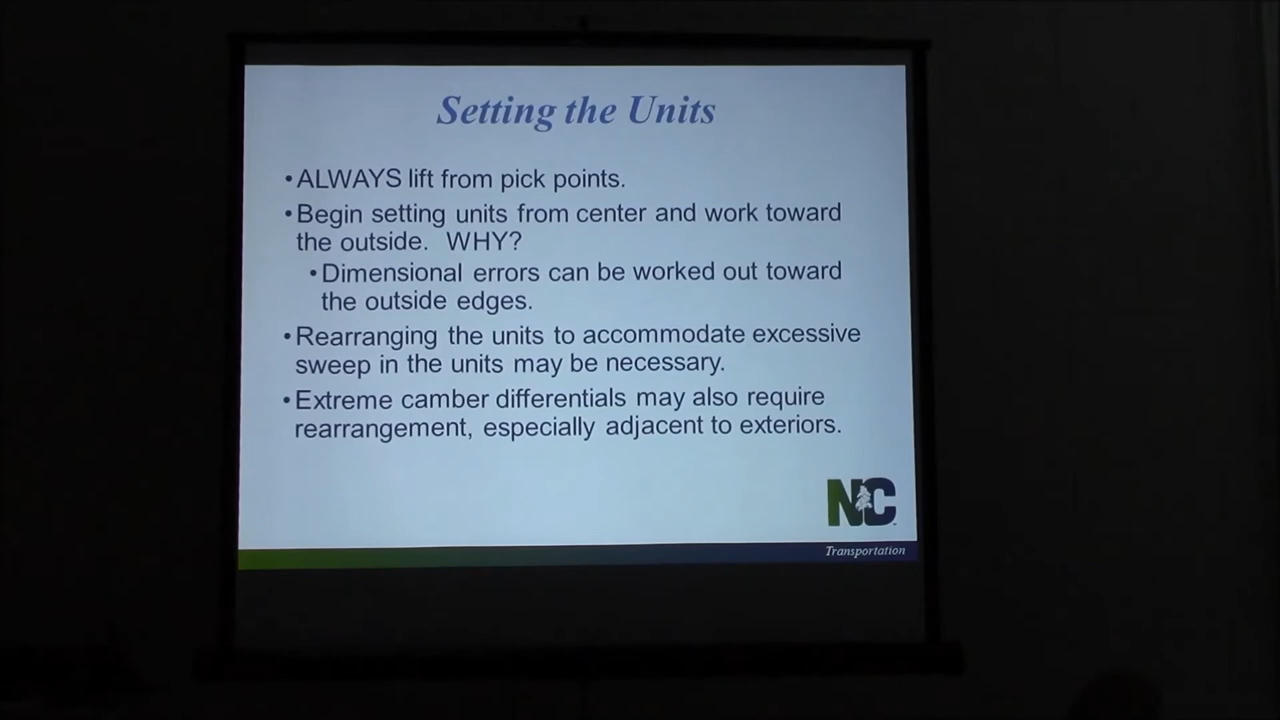 Setting the Units
•ALWAYS lift from pick points.
•Begin setting units from center and work toward
the outside. WHY?
•Dimensional errors can be worked out toward
the outside edges.
•Rearranging the units to accommodate excessive
sweep in the units may be necessary.
•Extreme camber differentials may also require
rearrangement, especially adjacent to exteriors.
NC
Transportation